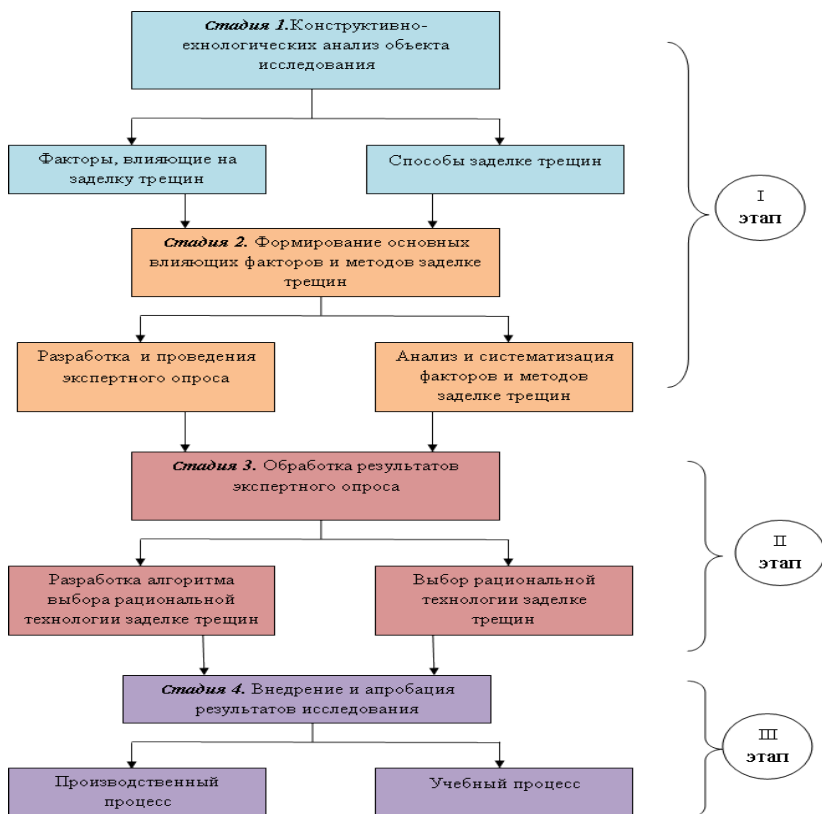 Стадия 1.Конструктивно-
ехнологических анализ объекта
исследования
Факторы, влияющие на
заделку трещин
Способы заделке трещин
I
этап
Стадия 2. Формирование основных
влияющих факторов и методов заделке
трещин
Разработка и проведения
экспертного опроса
Анализ и систематизация
факторов и методов
заделке трещин
Стадия 3. Обработка результатов
экспертного опроса
II
этап
Разработка алгоритма
выбора рациональной
технологии заделке трещин
Выбор рациональной
технологии заделке
трещин
Стадия 4. Внедрение и апробация
результатов исследования
III
этап
Производственный
процесс
Учебный процесс